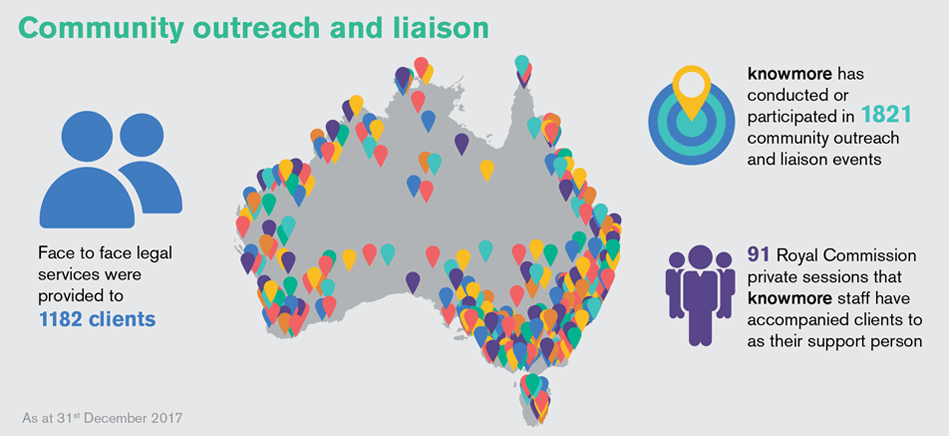 Community outreach and liaison
Face to face legal
services were
provided to
1182 clients
knowmore has
conducted or
participated in 1821
community outreach
and liaison events
91 Royal Commission
private sessions that
knowmore staff have
accompanied clients to
as their support person
As at 31st December 2017